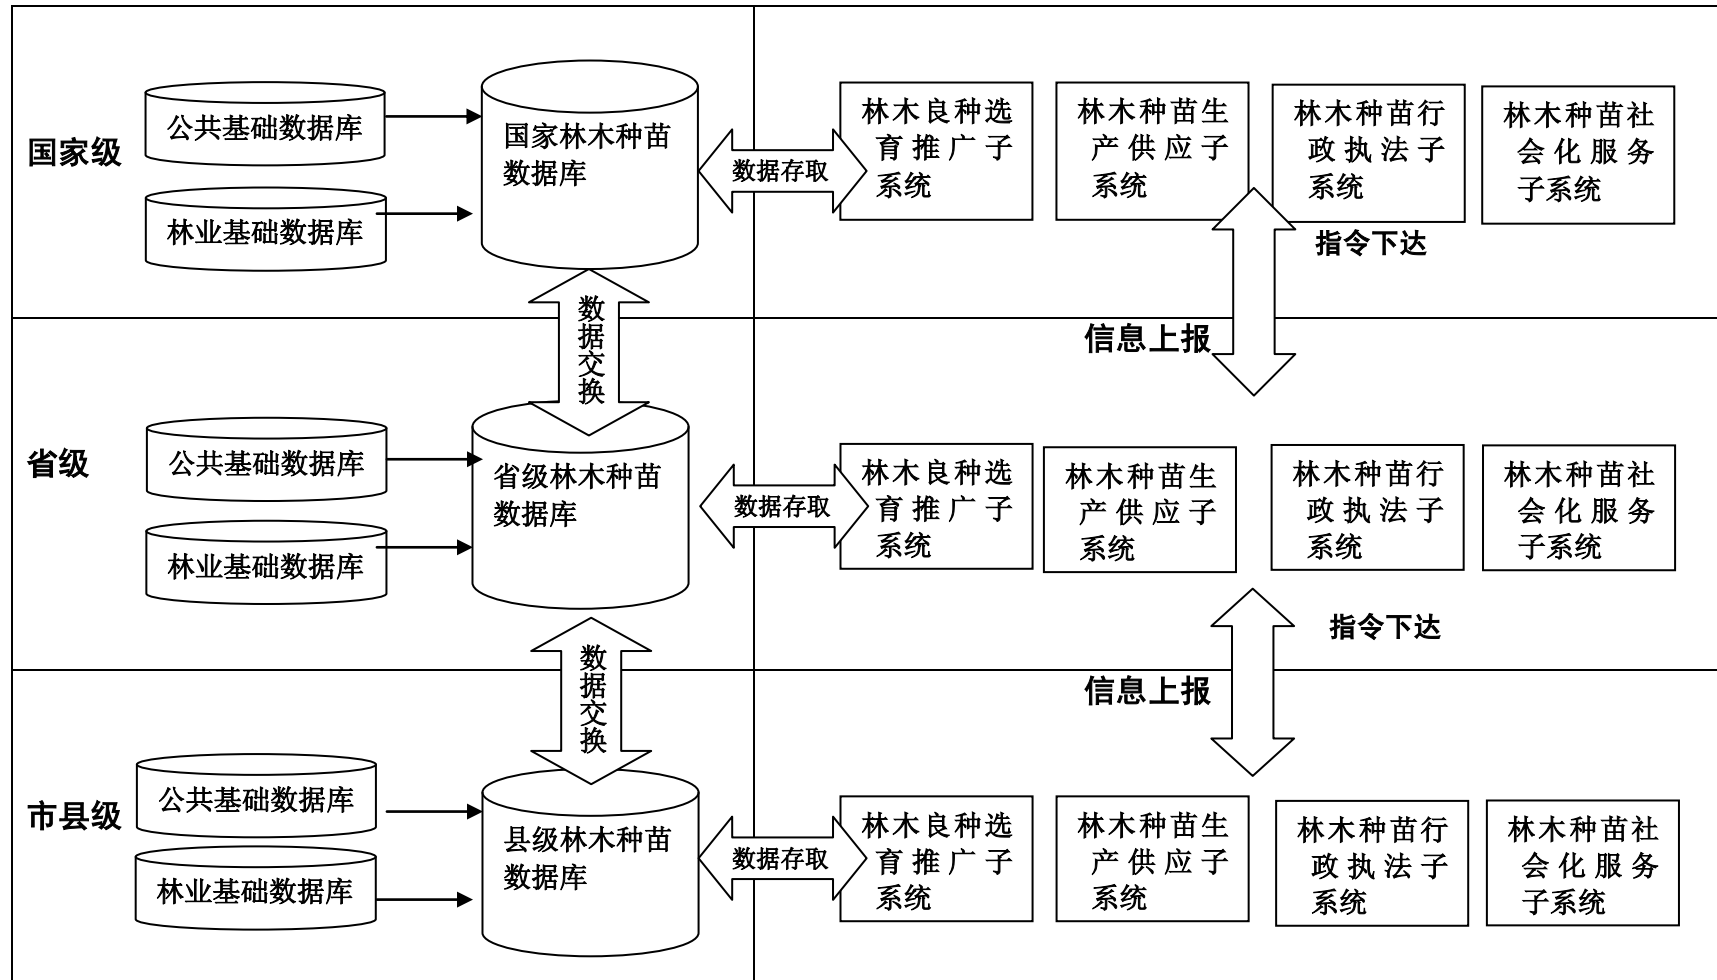 国家级
公共基础数据库
林业基础数据库
国家林木种苗
数据库
数据存取
林木良种选
育推广子
系统
林木种苗生
产供应子
系统
林木种苗行
政执法子
系统
林木种苗社
会化服务
子系统
指令下达
数据交换
信息上报
省级
公共基础数据库
林业基础数据库
省级林木种苗
数据库
数据存取
林木良种选
育推广子
系统
林木种苗生
产供应子
系统
林木种苗行
政执法子
系统
林木种苗社
会化服务
子系统
指令下达
数据交换
信息上报
市县级
公共基础数据库
林业基础数据库
县级林木种苗
数据库
数据存取
林木良种选
育推广子
系统
林木种苗生
产供应子
系统
林木种苗行
政执法子
系统
林木种苗社
会化服务
子系统